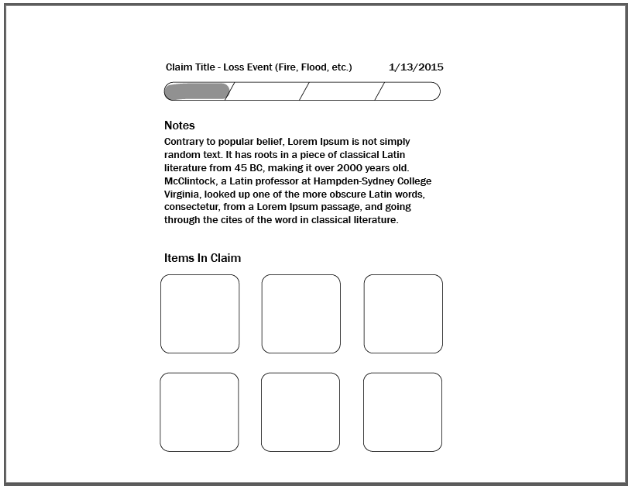 Claim Title - Loss Event (Fire, Flood, etc.) 1/13/2015
Notes
Contrary to popular belief, Lorem Ipsum is not simply
random text. It has roots in a piece of classical Latin
literature from 45 BC, making it over 2000 years old.
McClintock, a Latin professor at Hampden-Sydney College
Virginia, looked up one of the more obscure Latin words,
consectetur, from a Lorem Ipsum passage, and going
through the cites of the word in classical literature.
Items In Claim